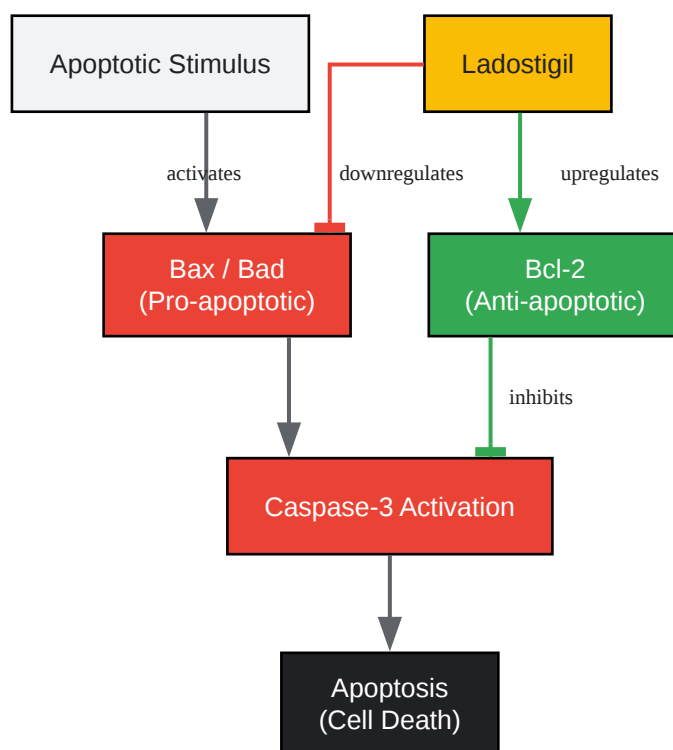 Apoptotic Stimulus
Ladostigil
activates
downregulates
upregulates
Bax / Bad
(Pro-apoptotic)
Bcl-2
(Anti-apoptotic)
inhibits
Caspase-3 Activation
Apoptosis
(Cell Death)